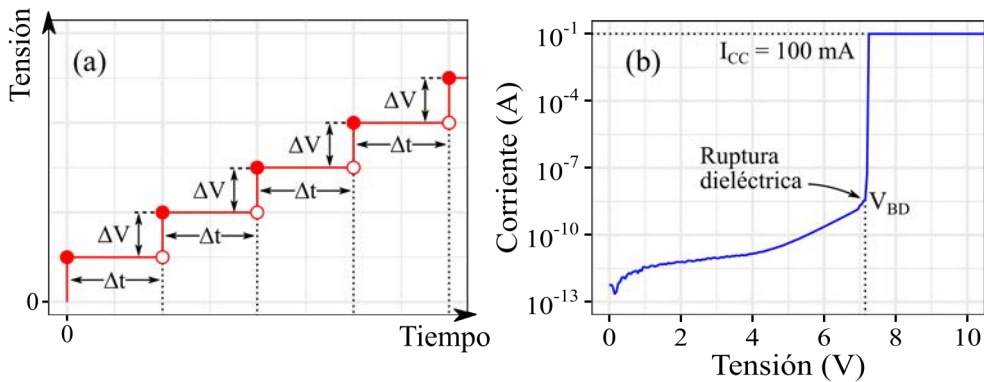 Tensión
(a)
ΔV
Δt
ΔV
Δt
ΔV
Δt
ΔV
Δt
ΔV
0
0
Tiempo
Corriente (A)
10⁻¹
10⁻⁴
10⁻⁷
10⁻¹⁰
10⁻¹³
(b)
I_CC = 100 mA
Ruptura
dieléctrica
V_BD
0 2 4 6 8 10
Tensión (V)